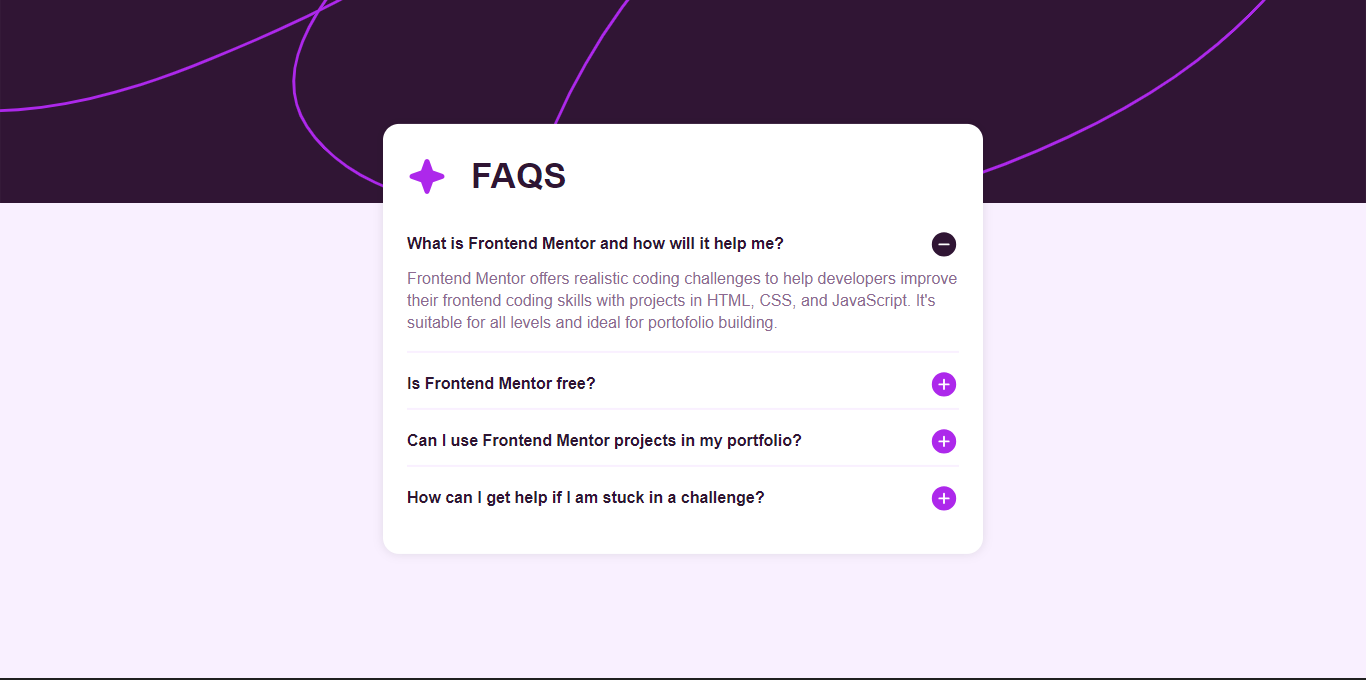 FAQS
What is Frontend Mentor and how will it help me?
Frontend Mentor offers realistic coding challenges to help developers improve
their frontend coding skills with projects in HTML, CSS, and JavaScript. It's
suitable for all levels and ideal for portofolio building.
Is Frontend Mentor free?
Can I use Frontend Mentor projects in my portfolio?
How can I get help if I am stuck in a challenge?